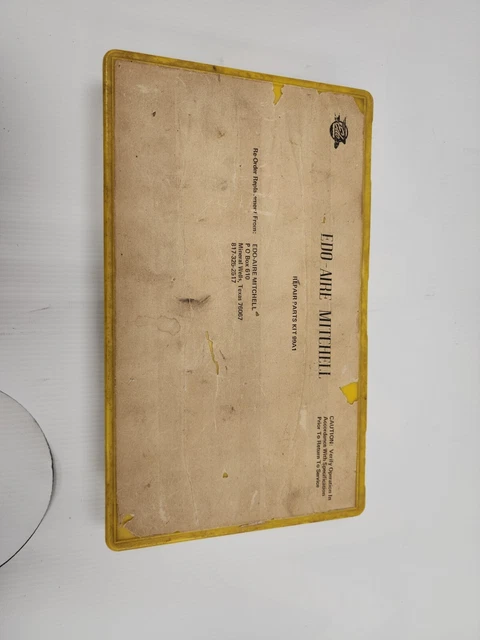 EDO-AIRE MITCHELL
REPAIR PARTS KIT 99A1
CAUTION: Verify Operation In
Accordance With Specifications
Prior To Return To Service
Re-Order From:
EDO-AIRE MITCHELL
P O Box 610
Mineral Wells, Texas 76067
817-325-2517